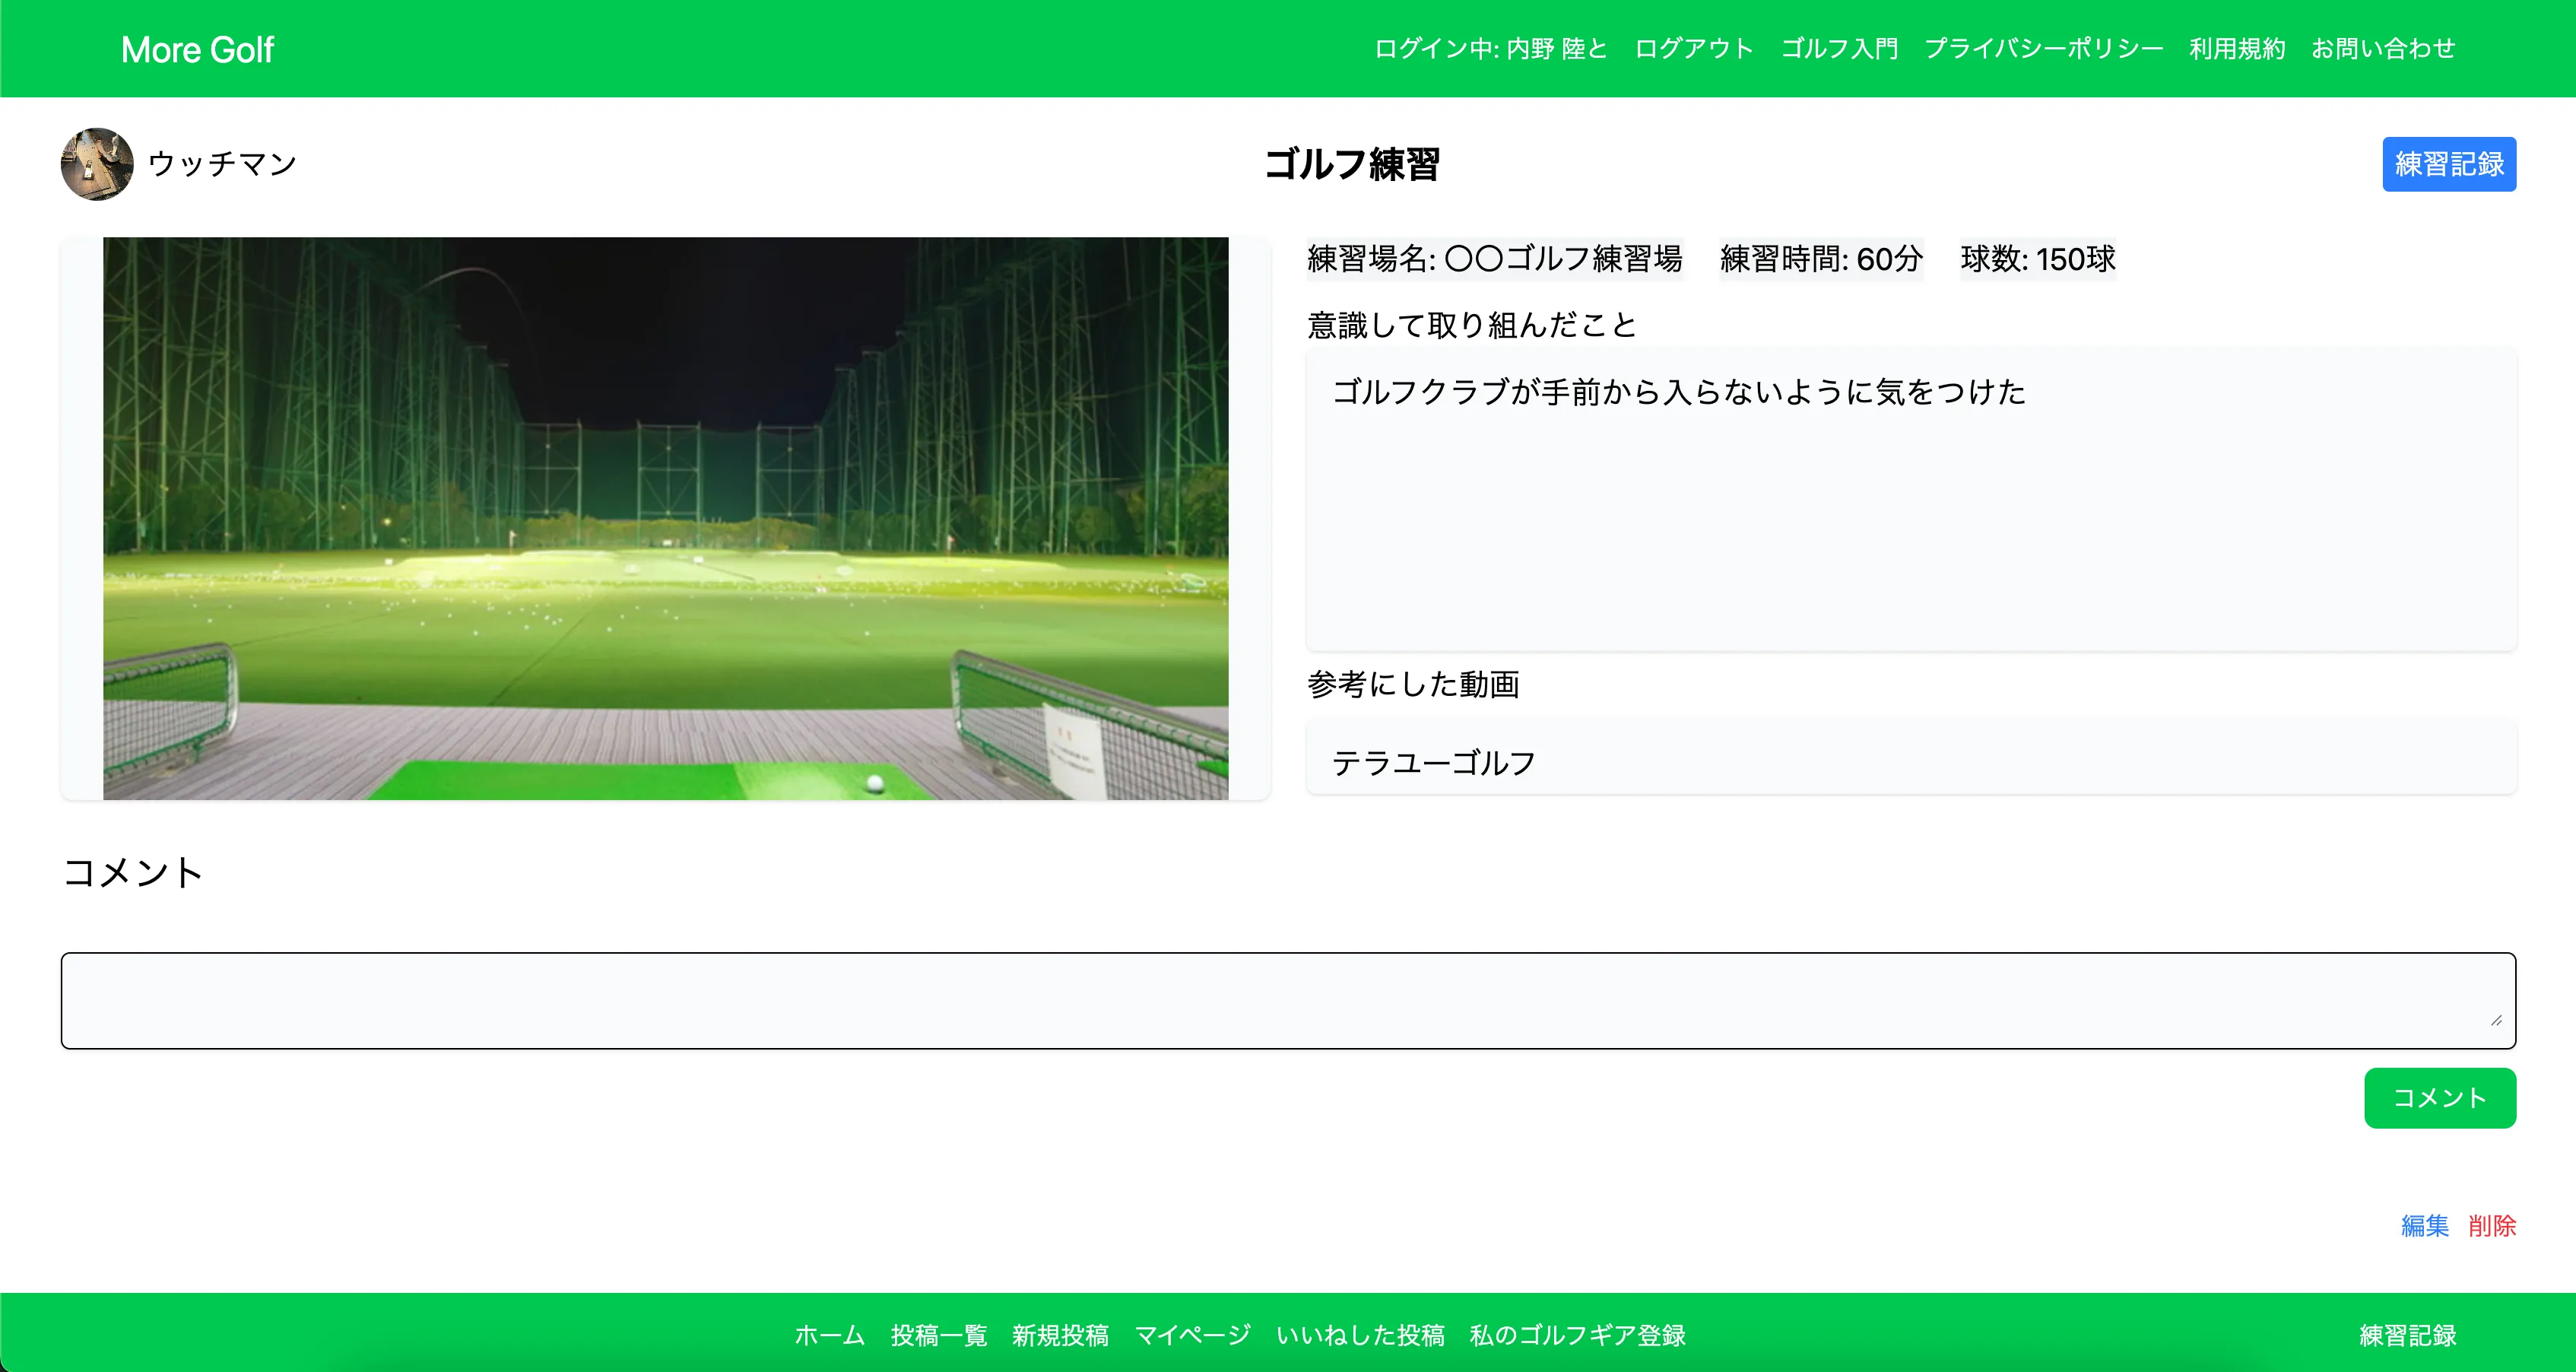 More Golf
ログイン中: 内野 陸と ログアウト ゴルフ入門 プライバシーポリシー 利用規約 お問い合わせ
ウッチマン
ゴルフ練習
練習記録
練習場名: 〇〇ゴルフ練習場 練習時間: 60分 球数: 150球
意識して取り組んだこと
ゴルフクラブが手前から入らないように気をつけた
参考にした動画
テラユーゴルフ
コメント
コメント
編集 削除
ホーム 投稿一覧 新規投稿 マイページ いいねした投稿 私のゴルフギア登録
練習記録